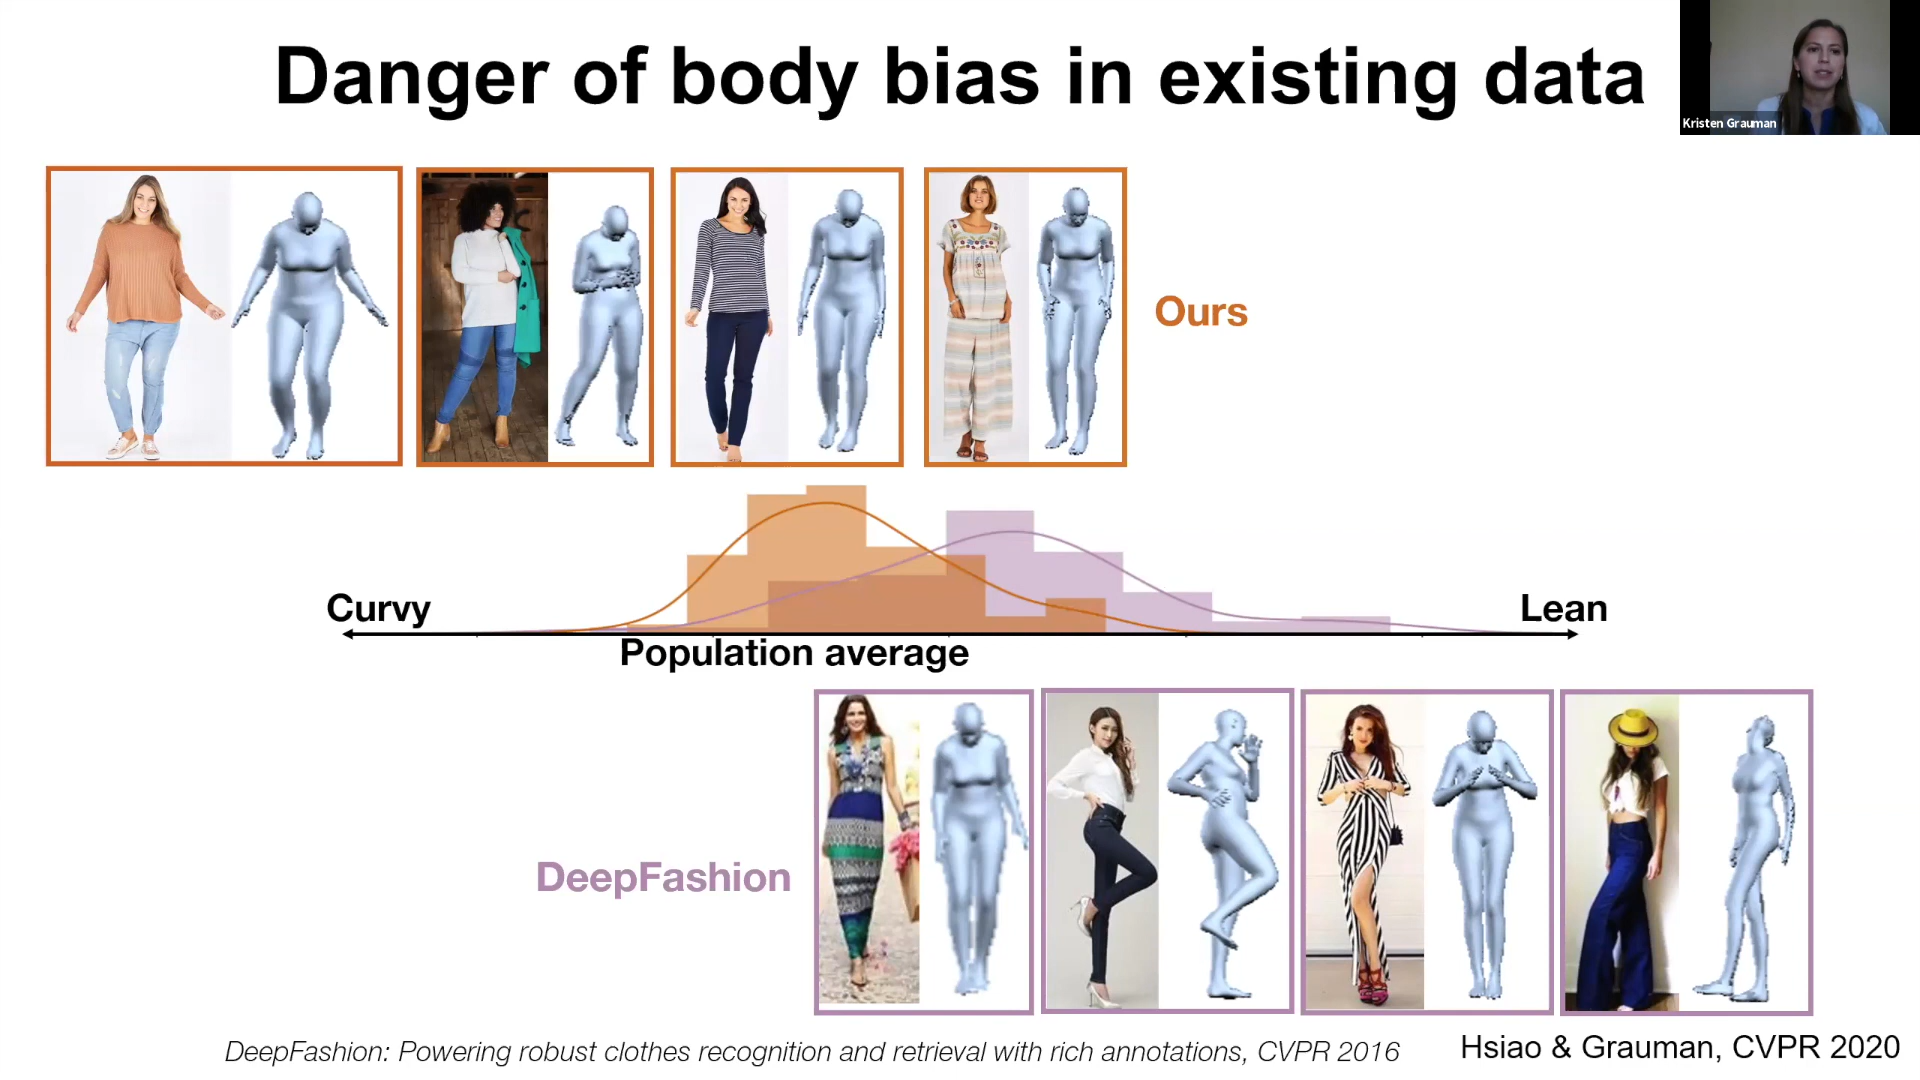 Danger of body bias in existing data
Kristen Grauman
Ours
Curvy
Lean
Population average
DeepFashion
DeepFashion: Powering robust clothes recognition and retrieval with rich annotations, CVPR 2016
Hsiao & Grauman, CVPR 2020